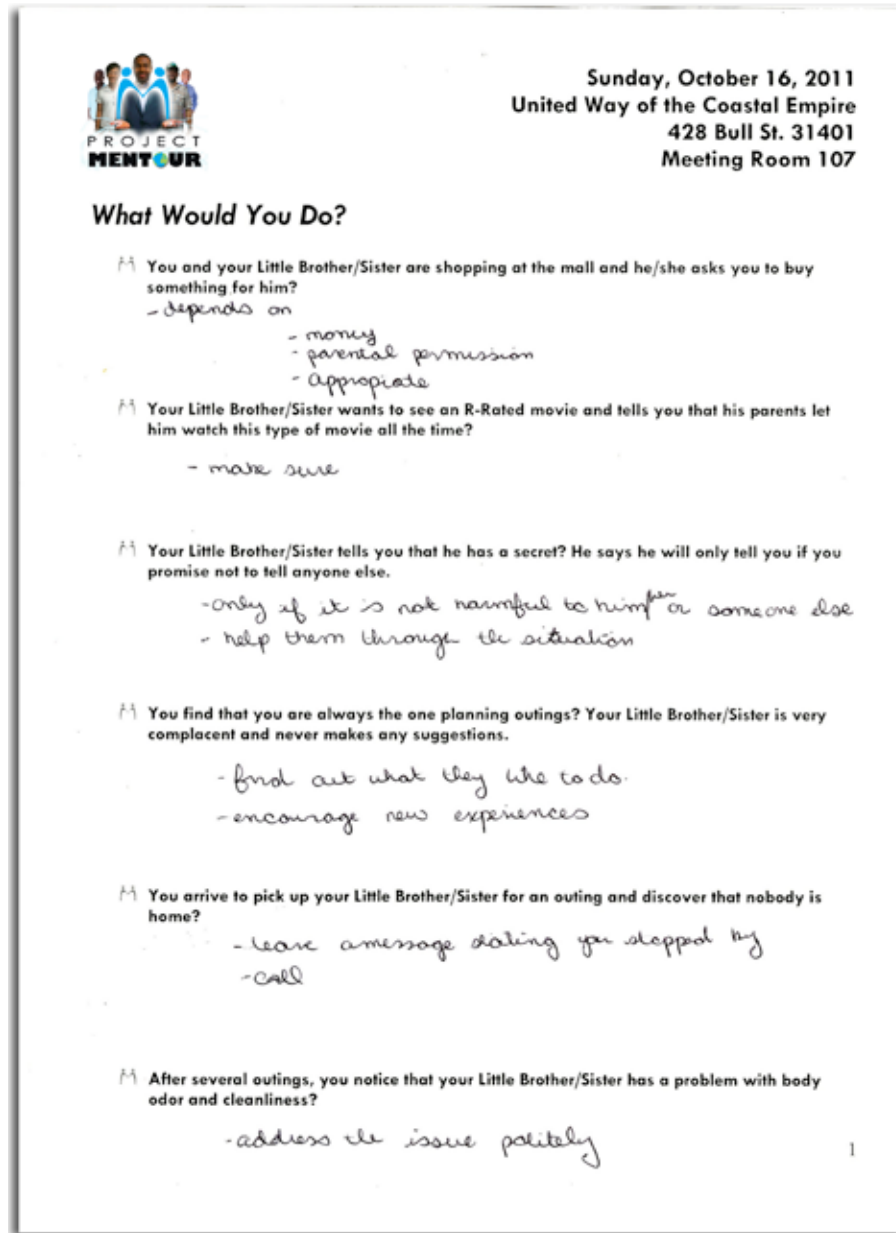 PROJECT
MENTOUR
Sunday, October 16, 2011
United Way of the Coastal Empire
428 Bull St. 31401
Meeting Room 107
What Would You Do?
You and your Little Brother/Sister are shopping at the mall and he/she asks you to buy
something for him?
- depends on
- money
- parental permission
- appropiate
Your Little Brother/Sister wants to see an R-Rated movie and tells you that his parents let
him watch this type of movie all the time?
- make sure
Your Little Brother/Sister tells you that he has a secret? He says he will only tell you if you
promise not to tell anyone else.
- only if it is not harmful to him/her or someone else
- help them through the situation
You find that you are always the one planning outings? Your Little Brother/Sister is very
complacent and never makes any suggestions.
- find out what they like to do.
- encourage new experiences
You arrive to pick up your Little Brother/Sister for an outing and discover that nobody is
home?
- leave a message stating you stopped by
- call
After several outings, you notice that your Little Brother/Sister has a problem with body
odor and cleanliness?
- address the issue politely
1